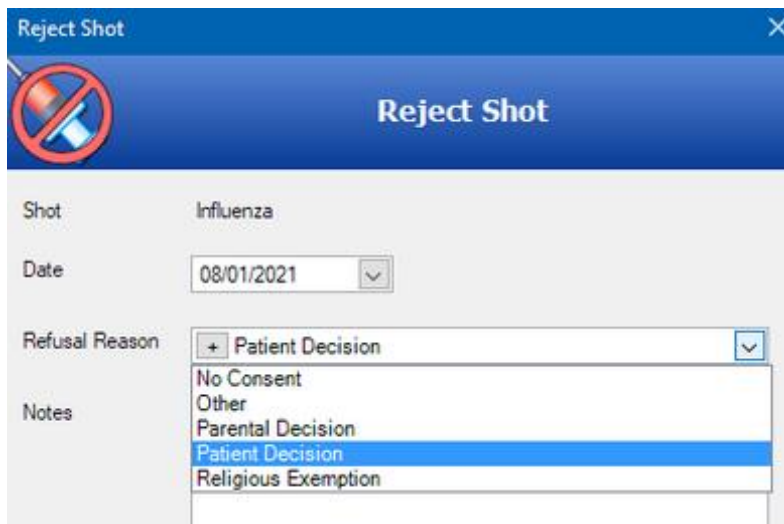 Reject Shot
Reject Shot
Shot Influenza
Date 08/01/2021
Refusal Reason + Patient Decision
No Consent
Other
Notes
Parental Decision
Patient Decision
Religious Exemption